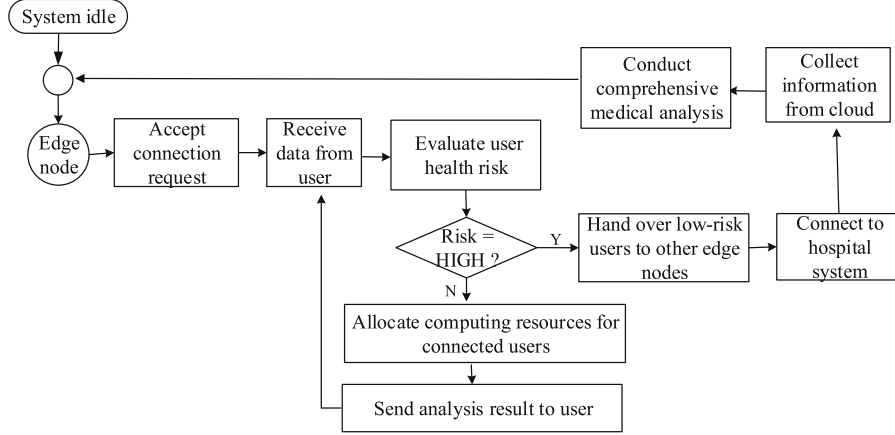 System idle
Conduct
comprehensive
medical analysis
Collect
information
from cloud
Edge
node
Accept
connection
request
Receive
data from
user
Evaluate user
health risk
Risk =
HIGH ?
Y
Hand over low-risk
users to other edge
nodes
Connect to
hospital
system
N
Allocate computing resources for
connected users
Send analysis result to user